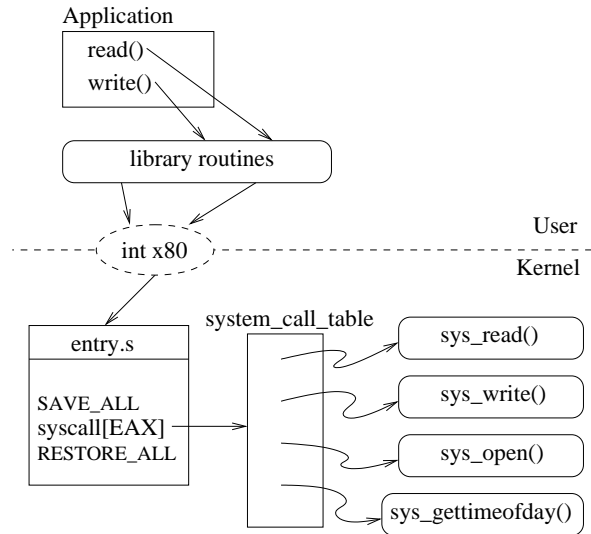 Application
read()
write()
library routines
User
int x80
Kernel
system_call_table
entry.s
sys_read()
SAVE_ALL
syscall[EAX]
RESTORE_ALL
sys_write()
sys_open()
sys_gettimeofday()